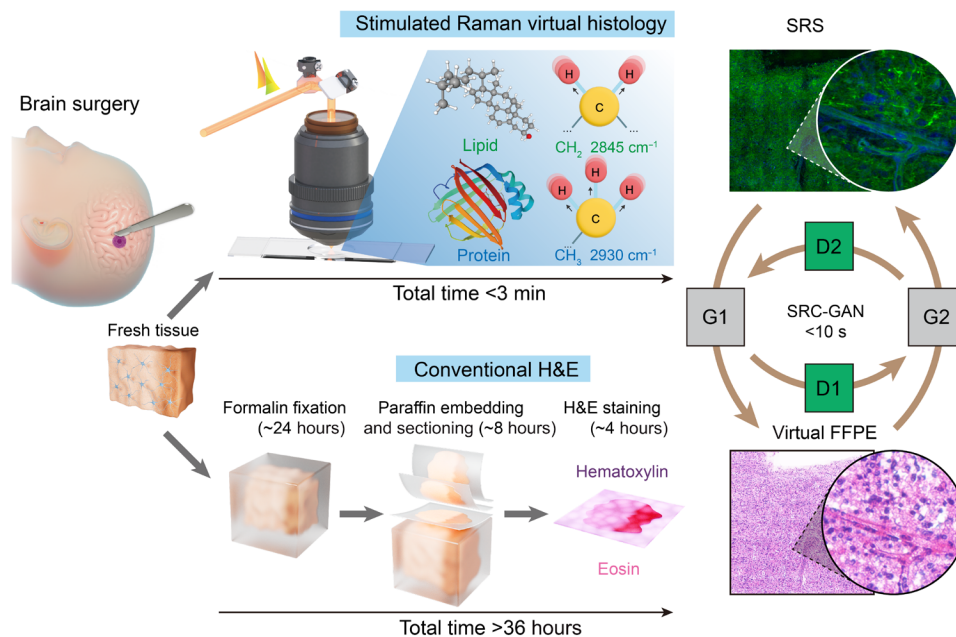 Stimulated Raman virtual histology
SRS
Brain surgery
Lipid
H
H
C
...
...
CH₂ 2845 cm⁻¹
Protein
H
H
H
C
...
CH₃ 2930 cm⁻¹
Total time <3 min
Fresh tissue
D2
G1
SRC-GAN
<10 s
G2
D1
Virtual FFPE
Conventional H&E
Formalin fixation
(~24 hours)
Paraffin embedding
and sectioning (~8 hours)
H&E staining
(~4 hours)
Hematoxylin
Eosin
Total time >36 hours